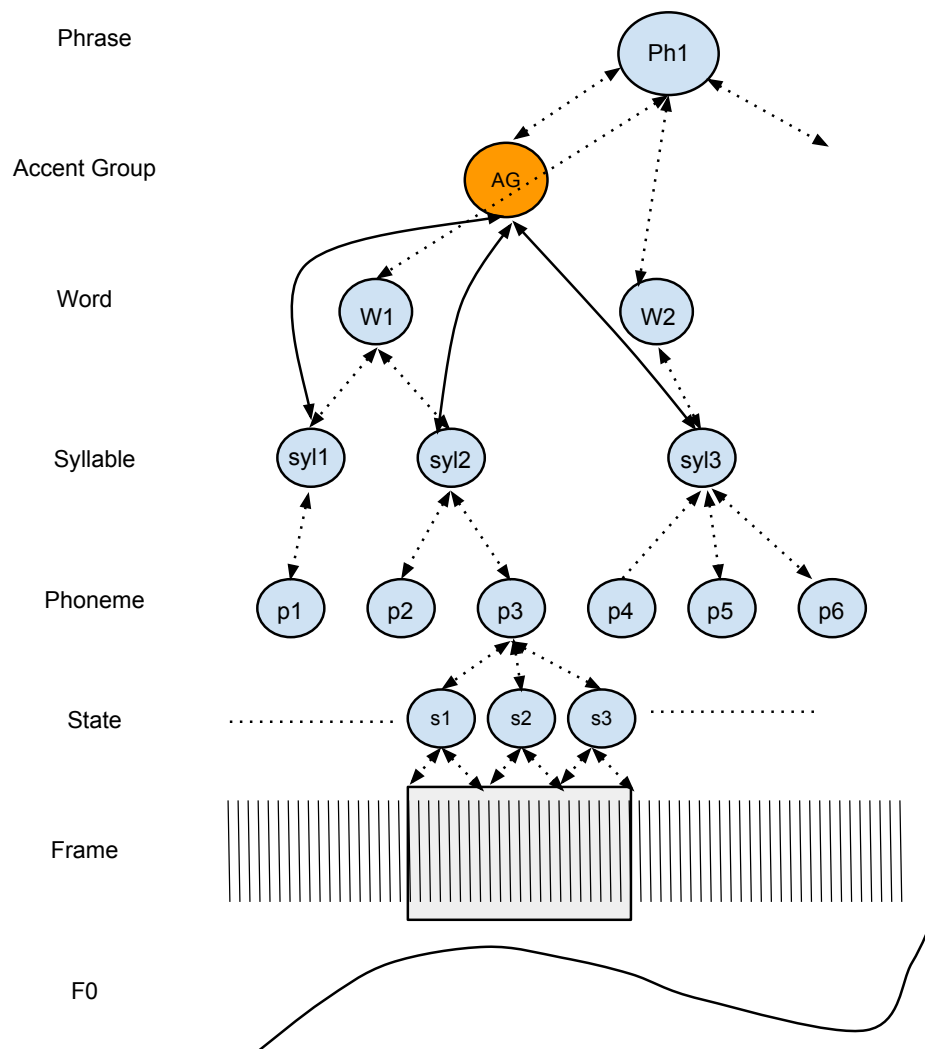 Phrase
Ph1
Accent Group
AG
Word
W1
W2
Syllable
syl1
syl2
syl3
Phoneme
p1
p2
p3
p4
p5
p6
State
s1
s2
s3
Frame
F0